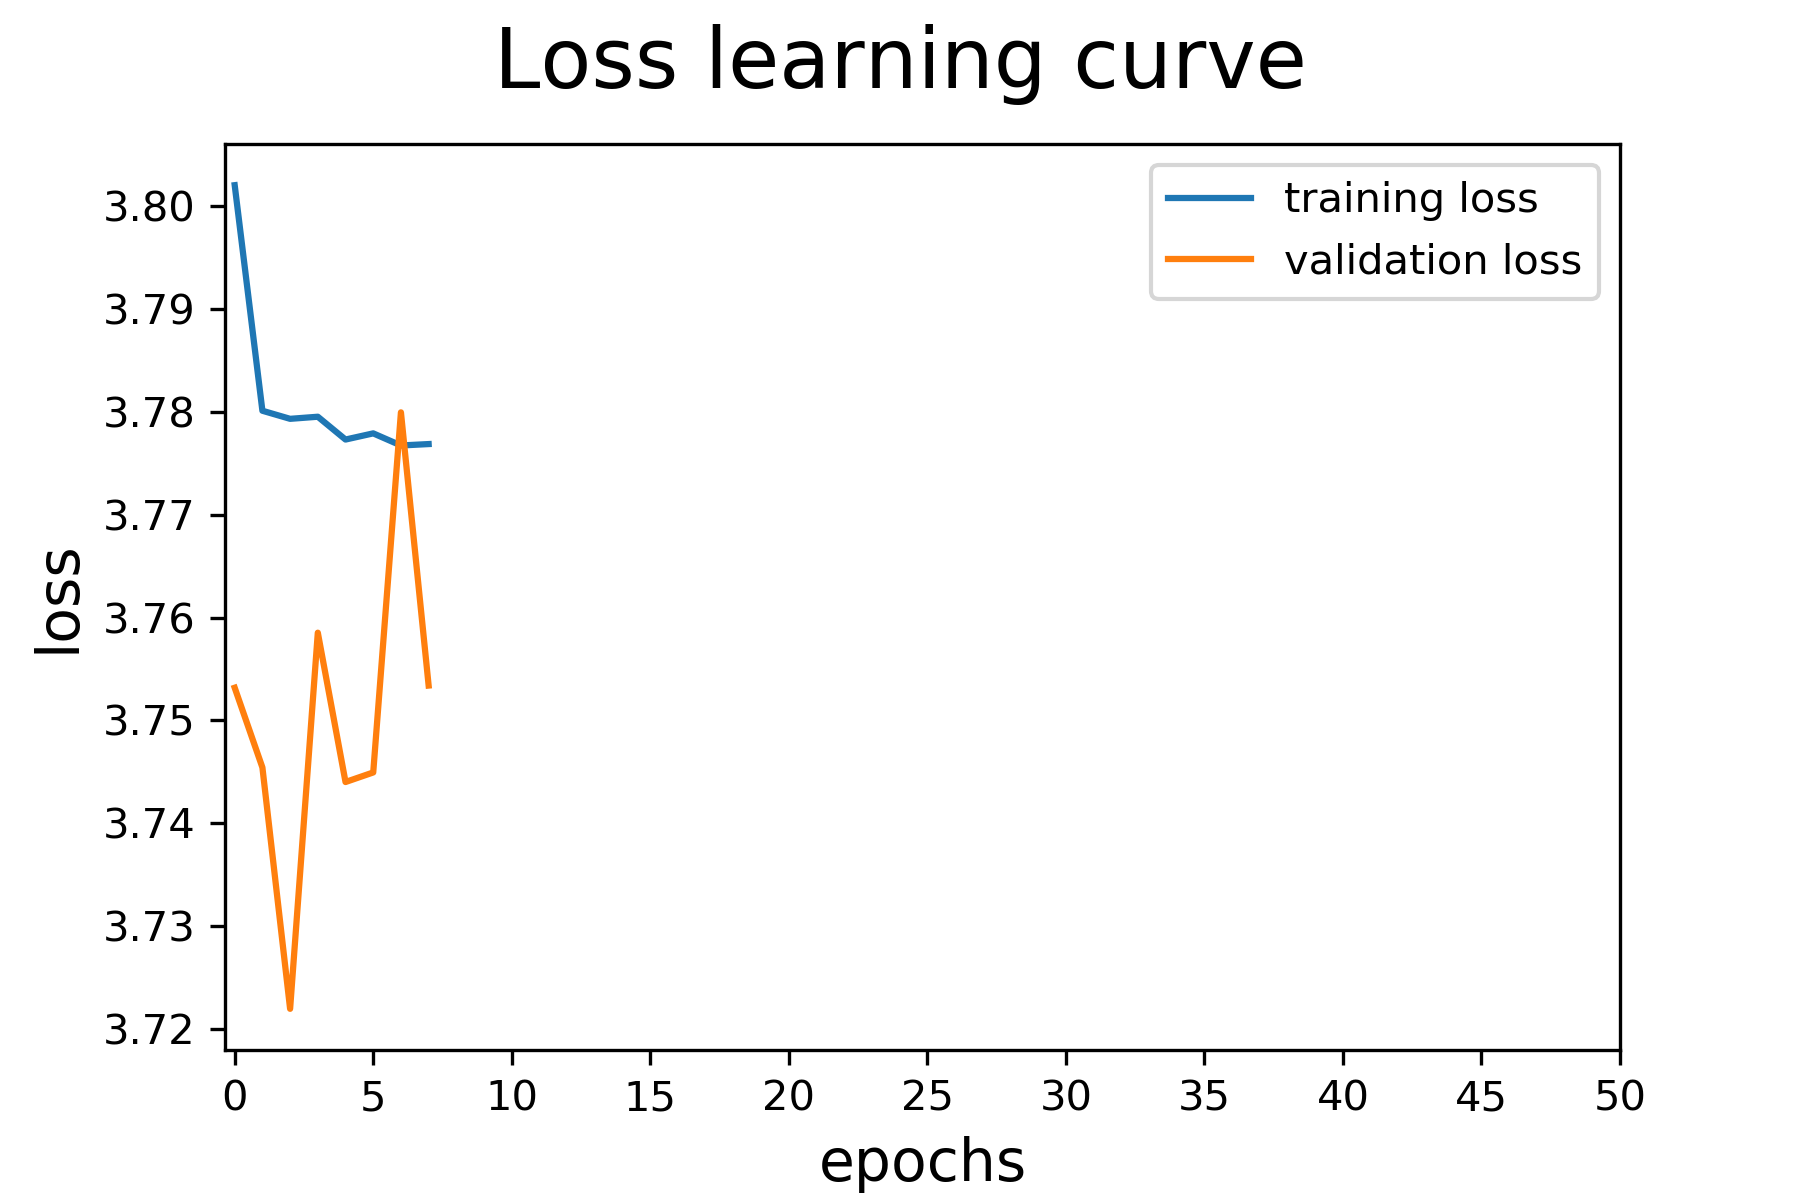 Loss learning curve
training loss
validation loss
3.80
3.79
3.78
3.77
3.76
3.75
3.74
3.73
3.72
loss
0 5 10 15 20 25 30 35 40 45 50
epochs